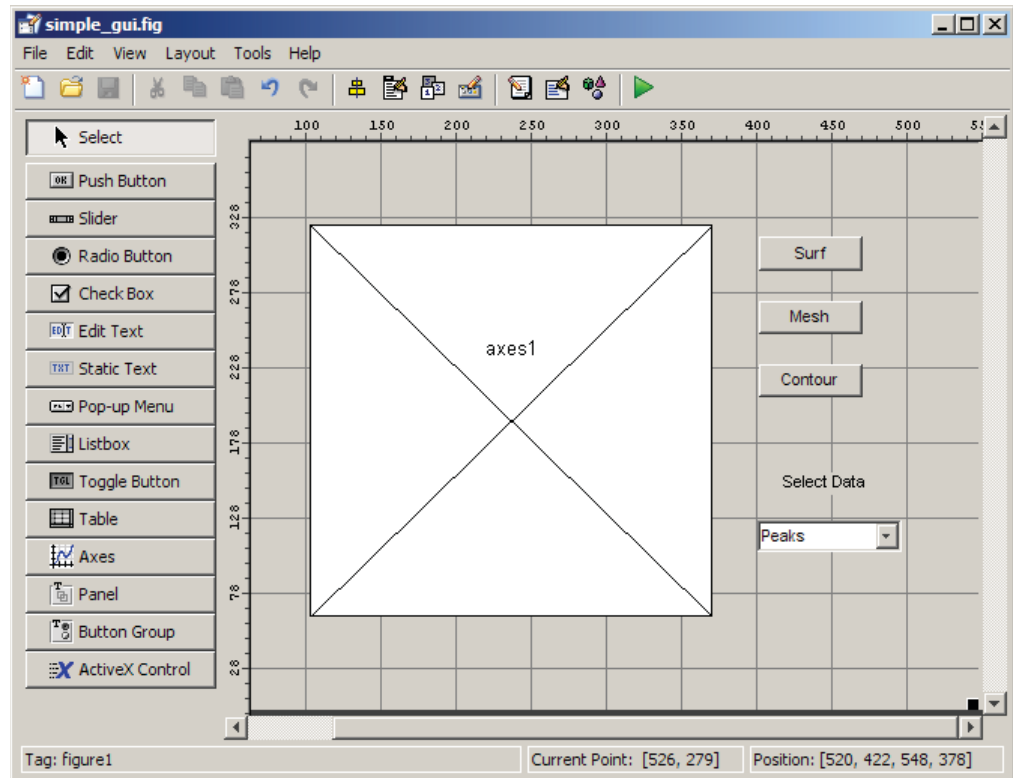 simple_gui.fig
File Edit View Layout Tools Help
Select
Push Button
Slider
Radio Button
Check Box
Edit Text
Static Text
Pop-up Menu
Listbox
Toggle Button
Table
Axes
Panel
Button Group
ActiveX Control
100 150 200 250 300 350 400 450 500
328
278
228
178
128
78
28
axes1
Surf
Mesh
Contour
Select Data
Peaks
Tag: figure1
Current Point: [526, 279]
Position: [520, 422, 548, 378]